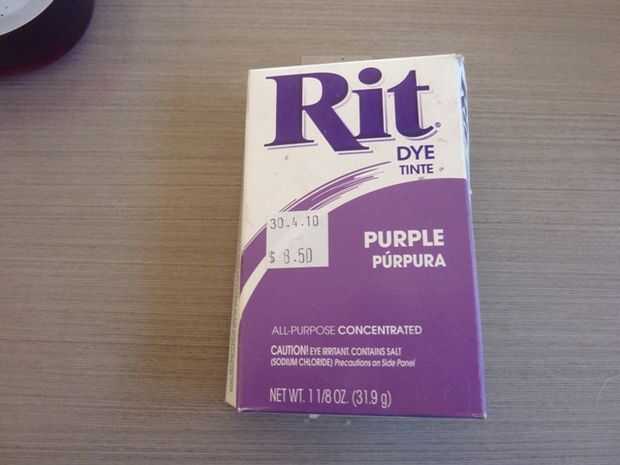 Rit
DYE
TINTE
30.4.10
$ 8.50
PURPLE
PÚRPURA
ALL-PURPOSE CONCENTRATED
CAUTION! EYE IRRITANT. CONTAINS SALT
(SODIUM CHLORIDE) Precautions on Side Panel
NET WT. 1 1/8 OZ. (31.9 g)